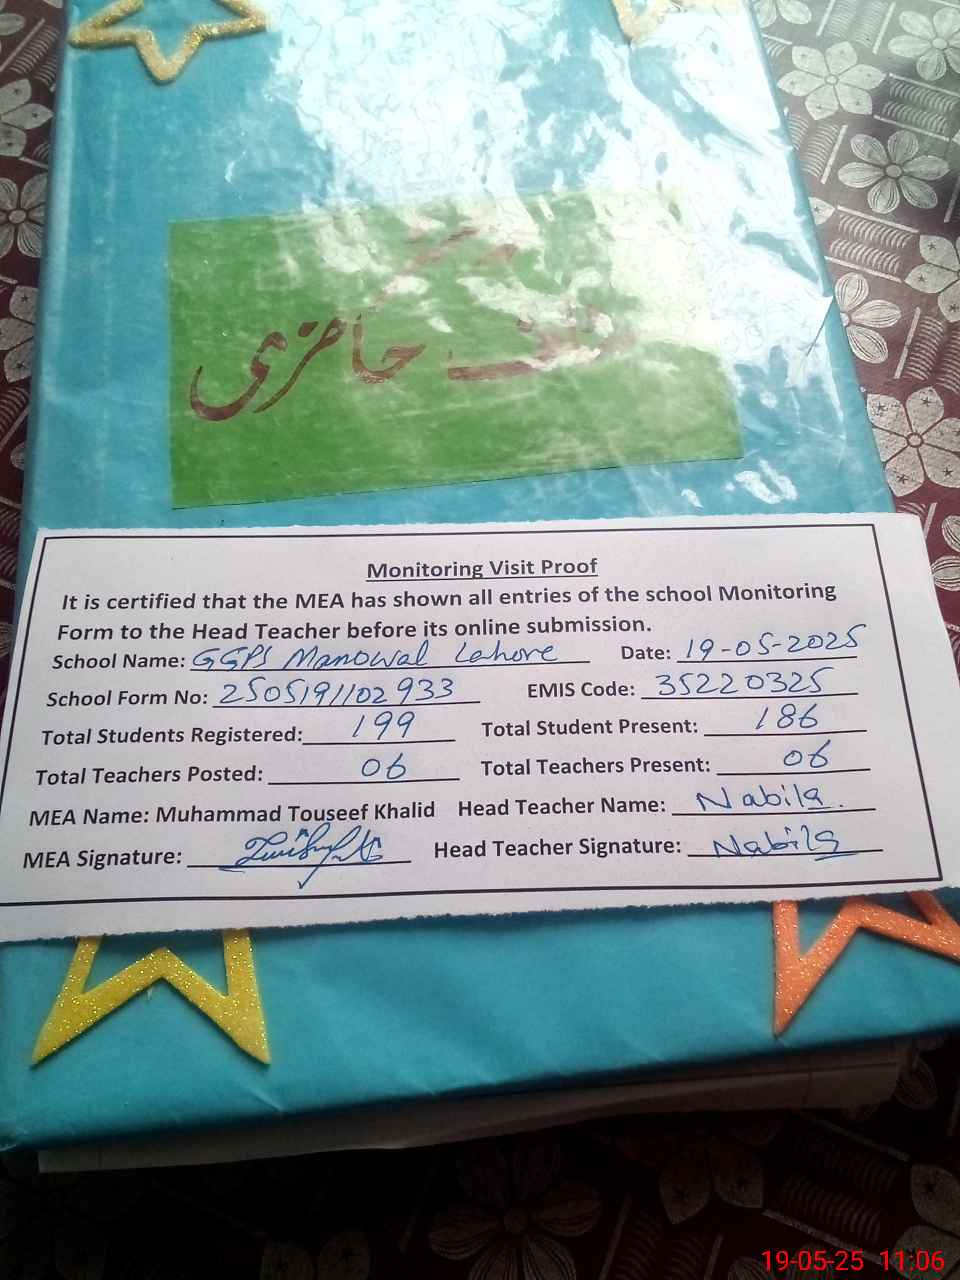 حاضری
Monitoring Visit Proof
It is certified that the MEA has shown all entries of the school Monitoring
Form to the Head Teacher before its online submission.
School Name: GGPS Manowal Lahore Date: 19-05-2025
School Form No: 2505191102933 EMIS Code: 35220325
Total Students Registered: 199 Total Student Present: 186
Total Teachers Posted: 06 Total Teachers Present: 06
MEA Name: Muhammad Touseef Khalid Head Teacher Name: Nabila.
MEA Signature: Head Teacher Signature: Nabila
19-05-25 11:06